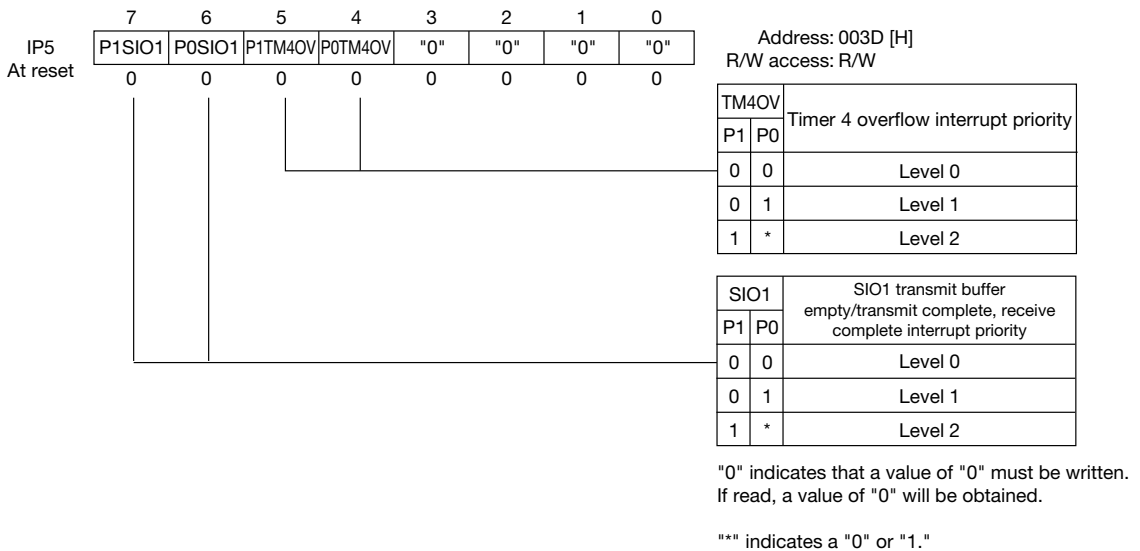 7 6 5 4 3 2 1 0
IP5 P1SIO1 P0SIO1 P1TM4OV P0TM4OV "0" "0" "0" "0"
At reset 0 0 0 0 0 0 0 0
Address: 003D [H]
R/W access: R/W
TM4OV Timer 4 overflow interrupt priority
P1 P0
0 0 Level 0
0 1 Level 1
1 * Level 2
SIO1 SIO1 transmit buffer
empty/transmit complete, receive
P1 P0 complete interrupt priority
0 0 Level 0
0 1 Level 1
1 * Level 2
"0" indicates that a value of "0" must be written.
If read, a value of "0" will be obtained.
"*" indicates a "0" or "1."